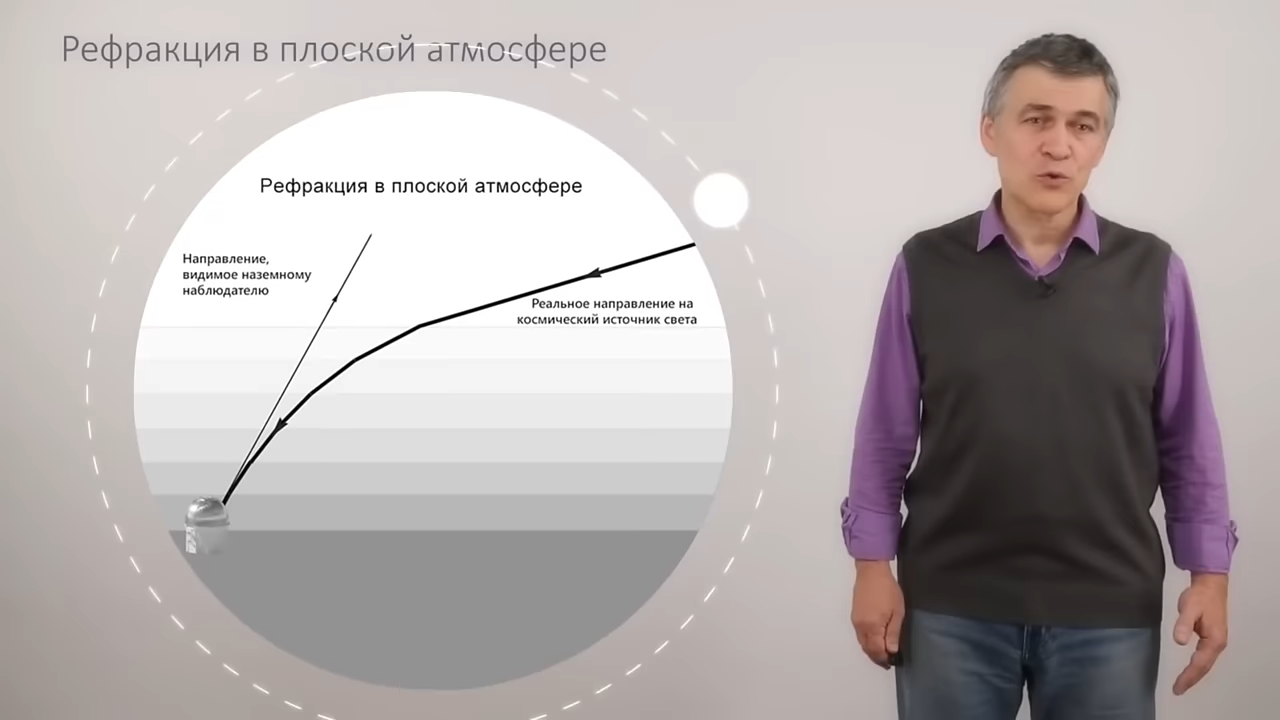 Рефракция в плоской атмосфере
Рефракция в плоской атмосфере
Направление,
видимое наземному
наблюдателю
Реальное направление на
космический источник света